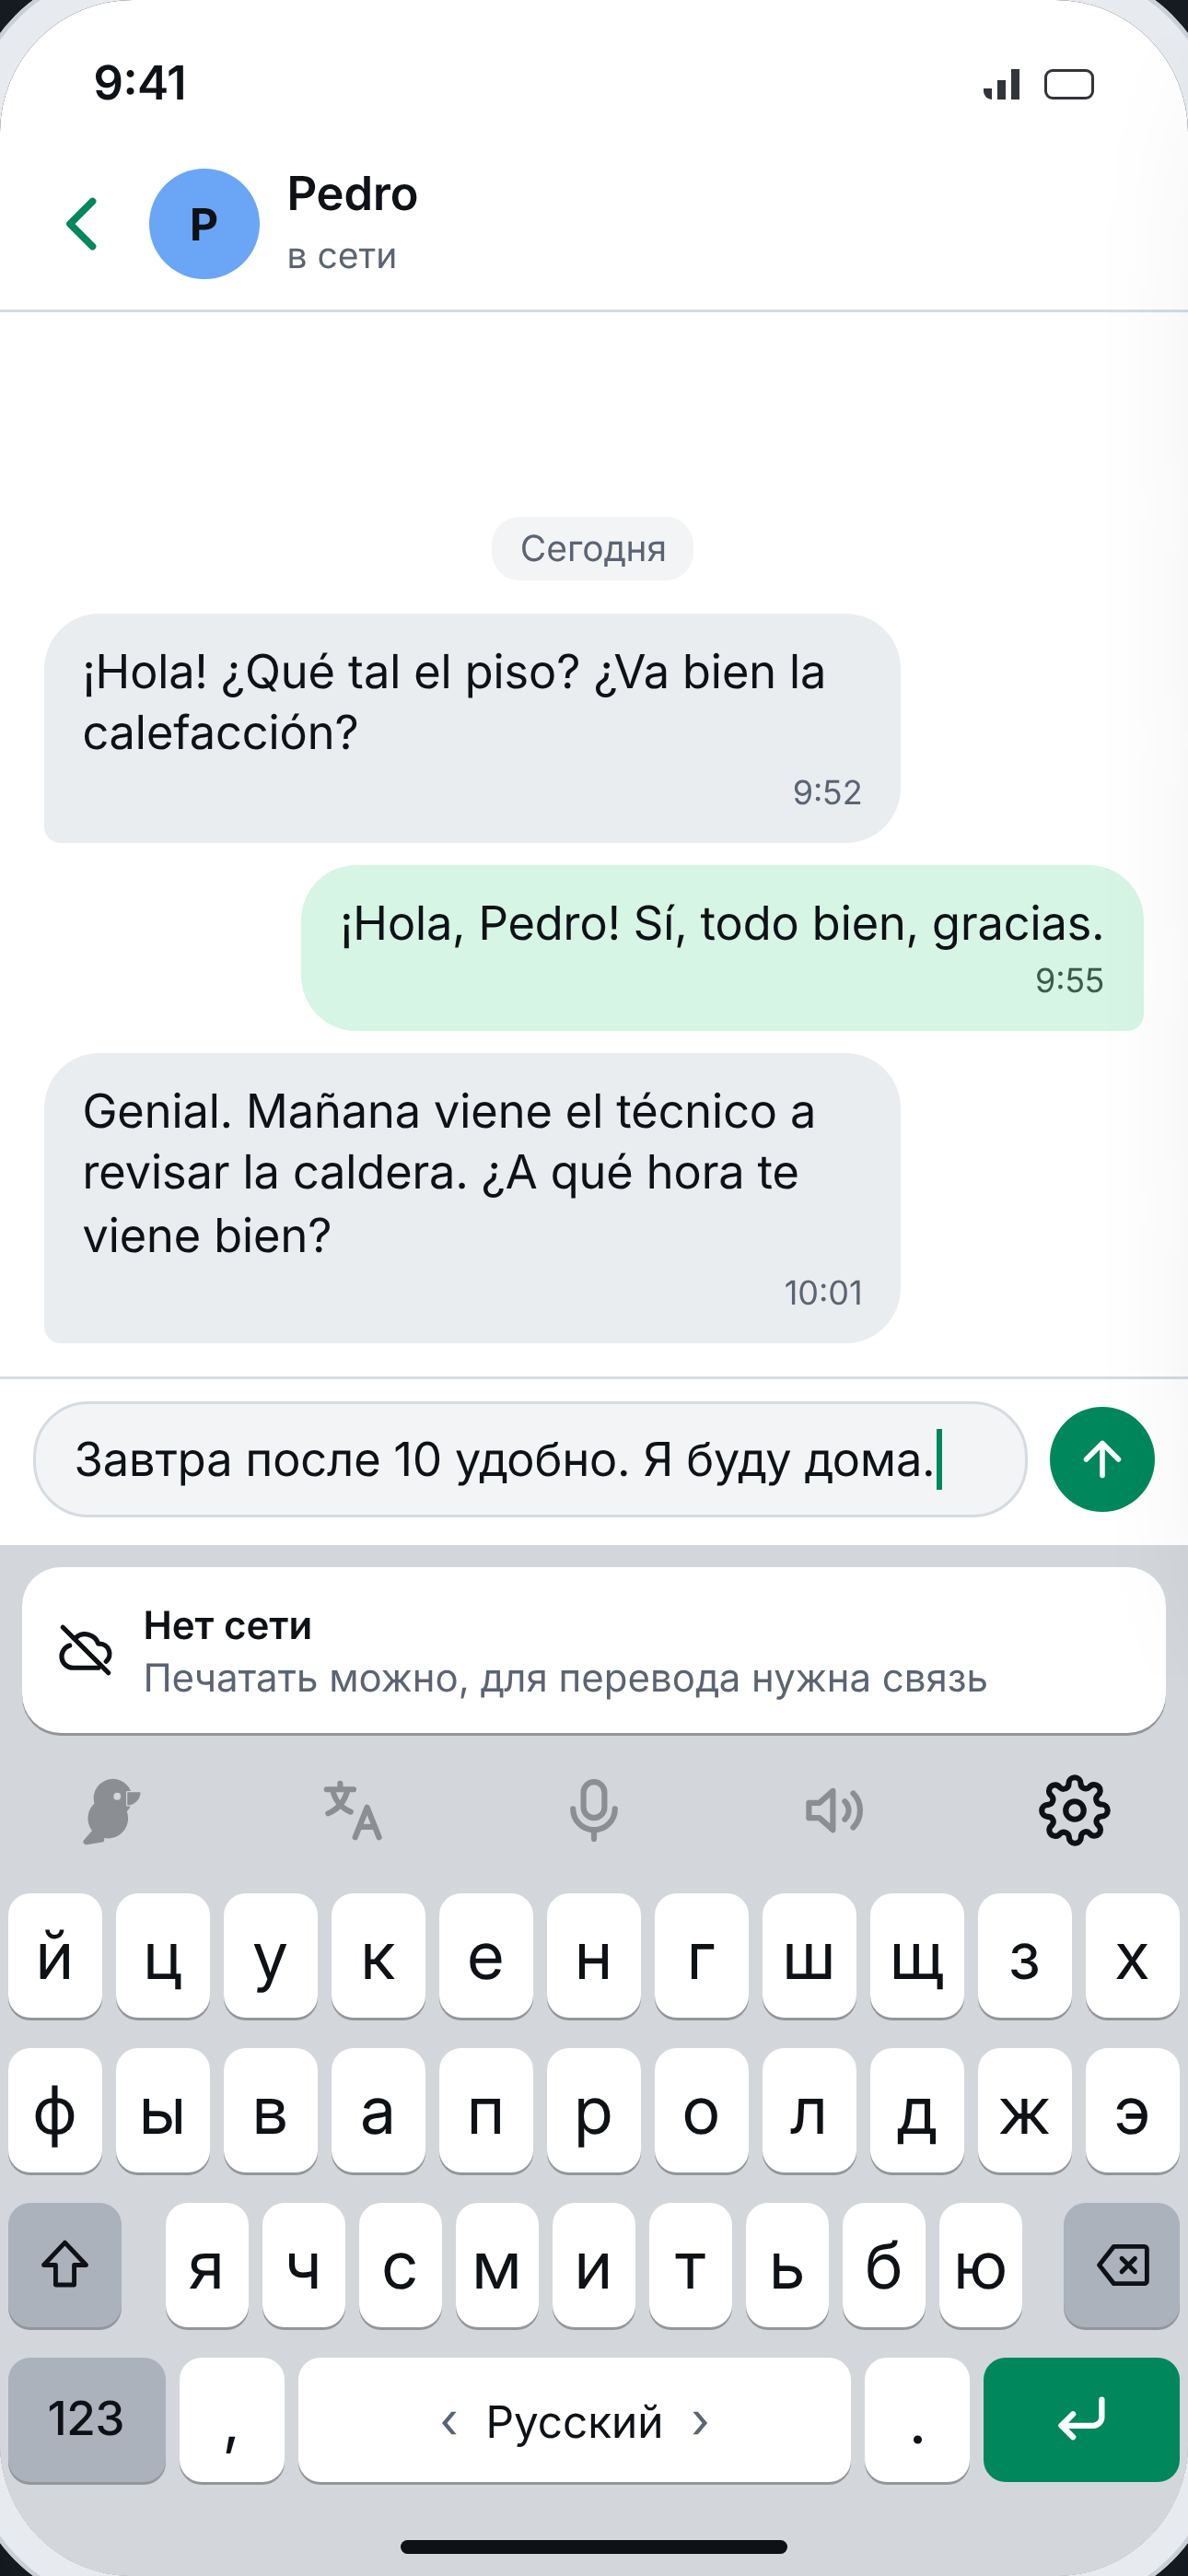 9:41
P
Pedro
в сети
Сегодня
¡Hola! ¿Qué tal el piso? ¿Va bien la
calefacción?
9:52
¡Hola, Pedro! Sí, todo bien, gracias.
9:55
Genial. Mañana viene el técnico a
revisar la caldera. ¿A qué hora te
viene bien?
10:01
Завтра после 10 удобно. Я буду дома.
Нет сети
Печатать можно, для перевода нужна связь
й ц у к е н г ш щ з х
ф ы в а п р о л д ж э
я ч с м и т ь б ю
123 , ‹ Русский › .